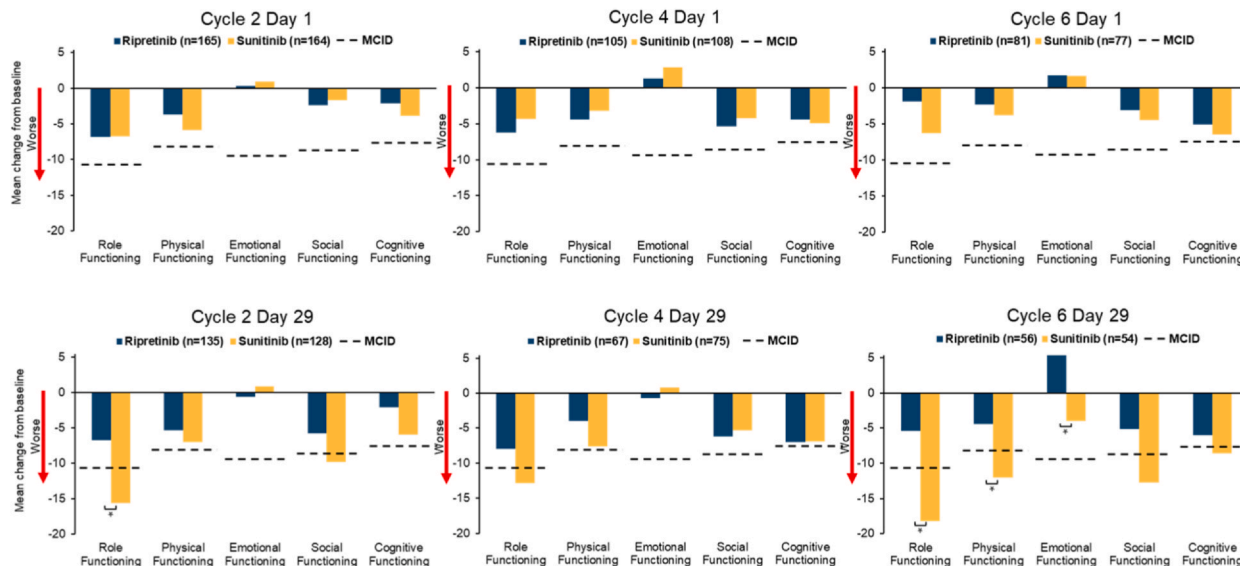 Cycle 2 Day 1
Ripretinib (n=165) Sunitinib (n=164) MCID
Mean change from baseline
Worse
5
0
-5
-10
-15
-20
Role Functioning
Physical Functioning
Emotional Functioning
Social Functioning
Cognitive Functioning
Cycle 4 Day 1
Ripretinib (n=105) Sunitinib (n=108) MCID
Worse
5
0
-5
-10
-15
-20
Role Functioning
Physical Functioning
Emotional Functioning
Social Functioning
Cognitive Functioning
Cycle 6 Day 1
Ripretinib (n=81) Sunitinib (n=77) MCID
Worse
5
0
-5
-10
-15
-20
Role Functioning
Physical Functioning
Emotional Functioning
Social Functioning
Cognitive Functioning
Cycle 2 Day 29
Ripretinib (n=135) Sunitinib (n=128) MCID
Mean change from baseline
Worse
5
0
-5
-10
-15
-20
*
Role Functioning
Physical Functioning
Emotional Functioning
Social Functioning
Cognitive Functioning
Cycle 4 Day 29
Ripretinib (n=67) Sunitinib (n=75) MCID
Worse
5
0
-5
-10
-15
-20
Role Functioning
Physical Functioning
Emotional Functioning
Social Functioning
Cognitive Functioning
Cycle 6 Day 29
Ripretinib (n=56) Sunitinib (n=54) MCID
Worse
5
0
-5
-10
-15
-20
*
*
*
Role Functioning
Physical Functioning
Emotional Functioning
Social Functioning
Cognitive Functioning